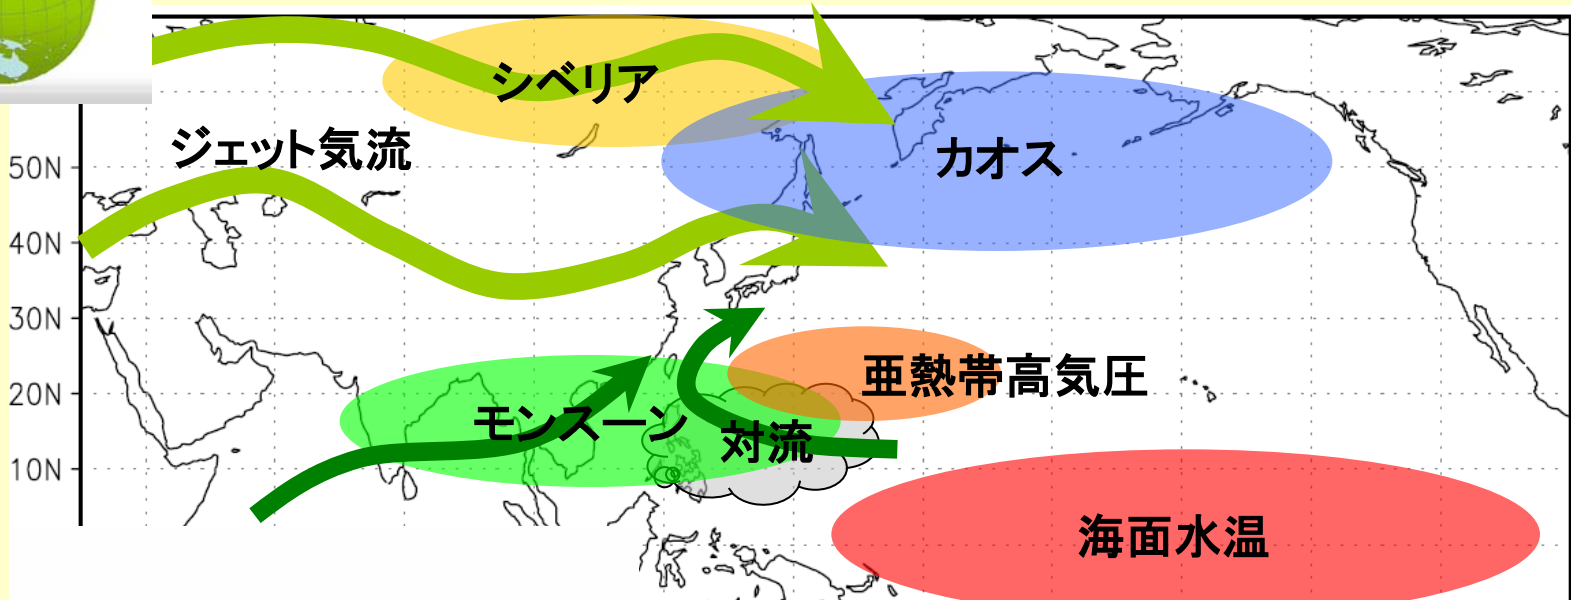 シベリア
ジェット気流
カオス
50N
40N
30N
亜熱帯高気圧
20N
モンスーン
対流
10N
海面水温